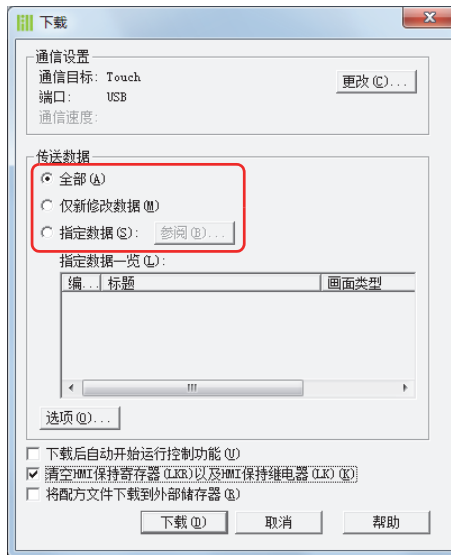 下载
通信设置
通信目标: Touch
更改(C)...
端口: USB
通信速度:
传送数据
全部(A)
仅新修改数据(M)
指定数据(S): 参阅(B)...
指定数据一览(L):
编... 标题 画面类型
选项(O)...
下载后自动开始运行控制功能(U)
清空HMI保持寄存器(LKR)以及HMI保持继电器(LK)(K)
将配方文件下载到外部储存器(R)
下载(D) 取消 帮助